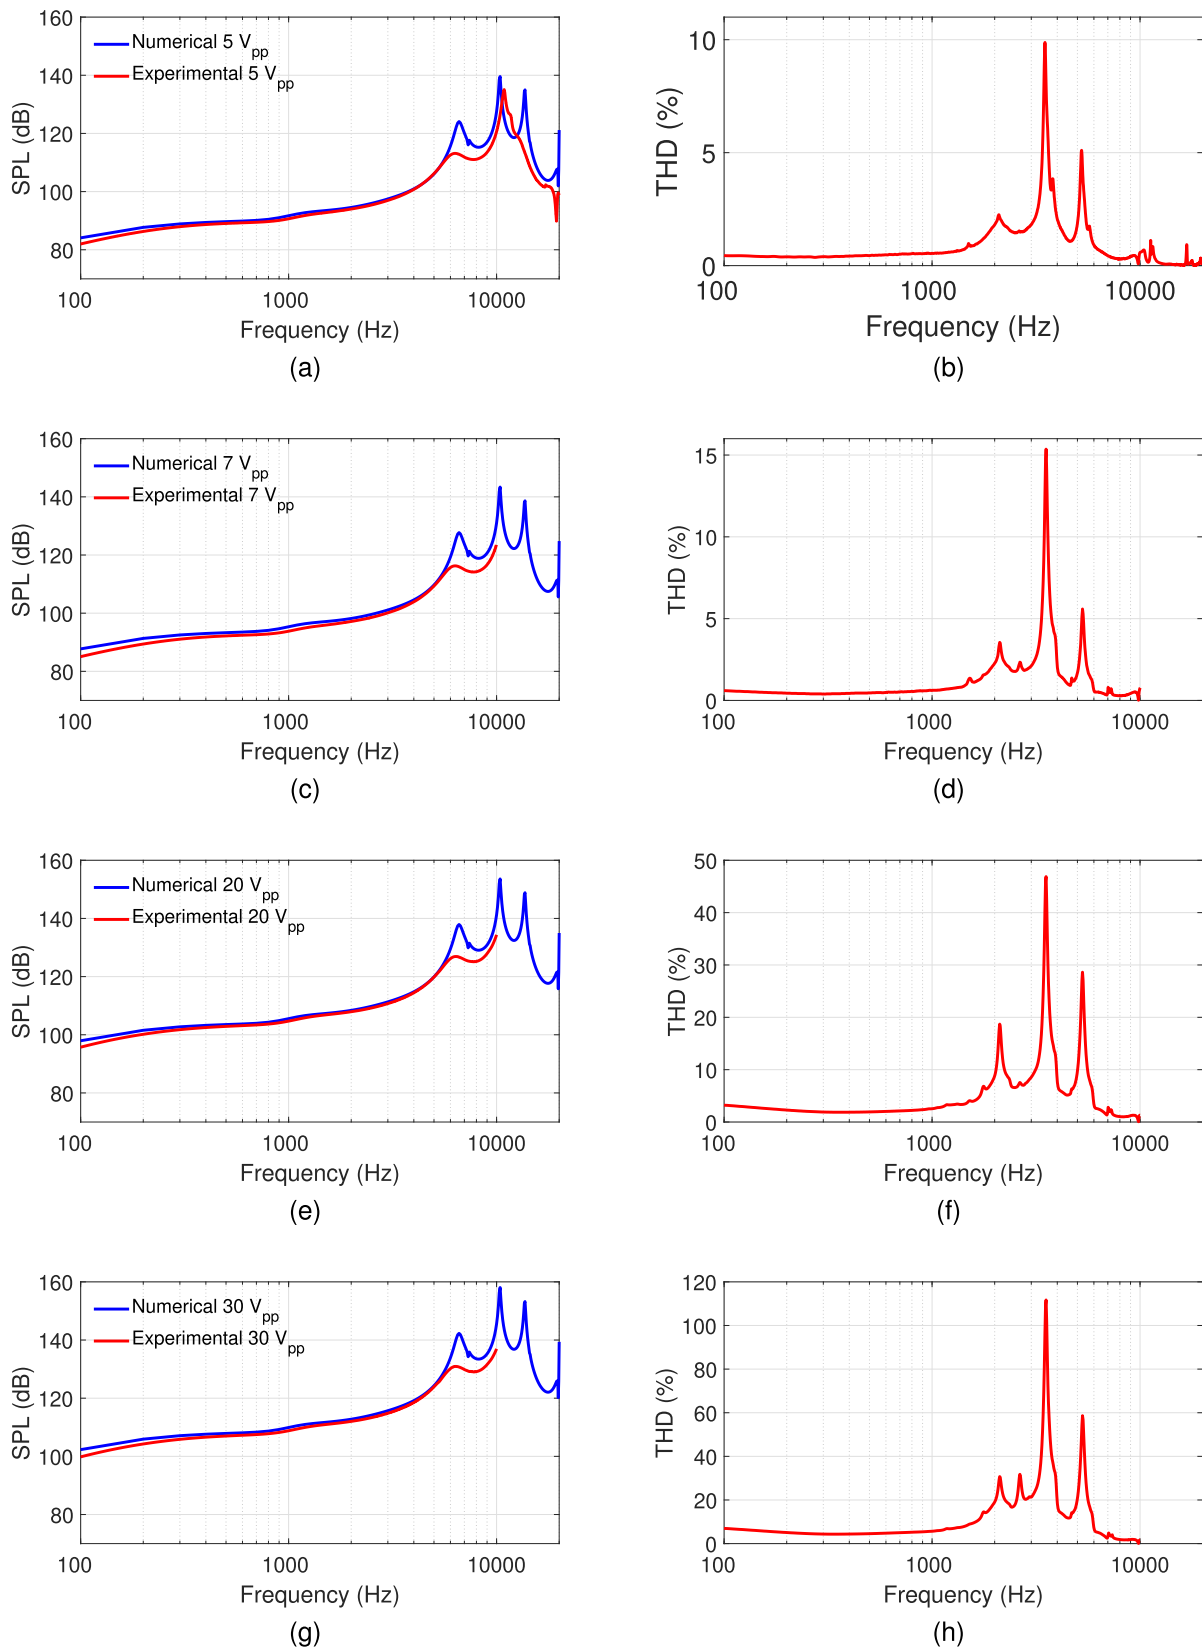 160
140
120
100
80
SPL (dB)
Numerical 5 Vpp
Experimental 5 Vpp
100
1000
10000
Frequency (Hz)
(a)
10
5
0
THD (%)
100
1000
10000
Frequency (Hz)
(b)
160
140
120
100
80
SPL (dB)
Numerical 7 Vpp
Experimental 7 Vpp
100
1000
10000
Frequency (Hz)
(c)
15
10
5
0
THD (%)
100
1000
10000
Frequency (Hz)
(d)
160
140
120
100
80
SPL (dB)
Numerical 20 Vpp
Experimental 20 Vpp
100
1000
10000
Frequency (Hz)
(e)
50
40
30
20
10
0
THD (%)
100
1000
10000
Frequency (Hz)
(f)
160
140
120
100
80
SPL (dB)
Numerical 30 Vpp
Experimental 30 Vpp
100
1000
10000
Frequency (Hz)
(g)
120
100
80
60
40
20
0
THD (%)
100
1000
10000
Frequency (Hz)
(h)